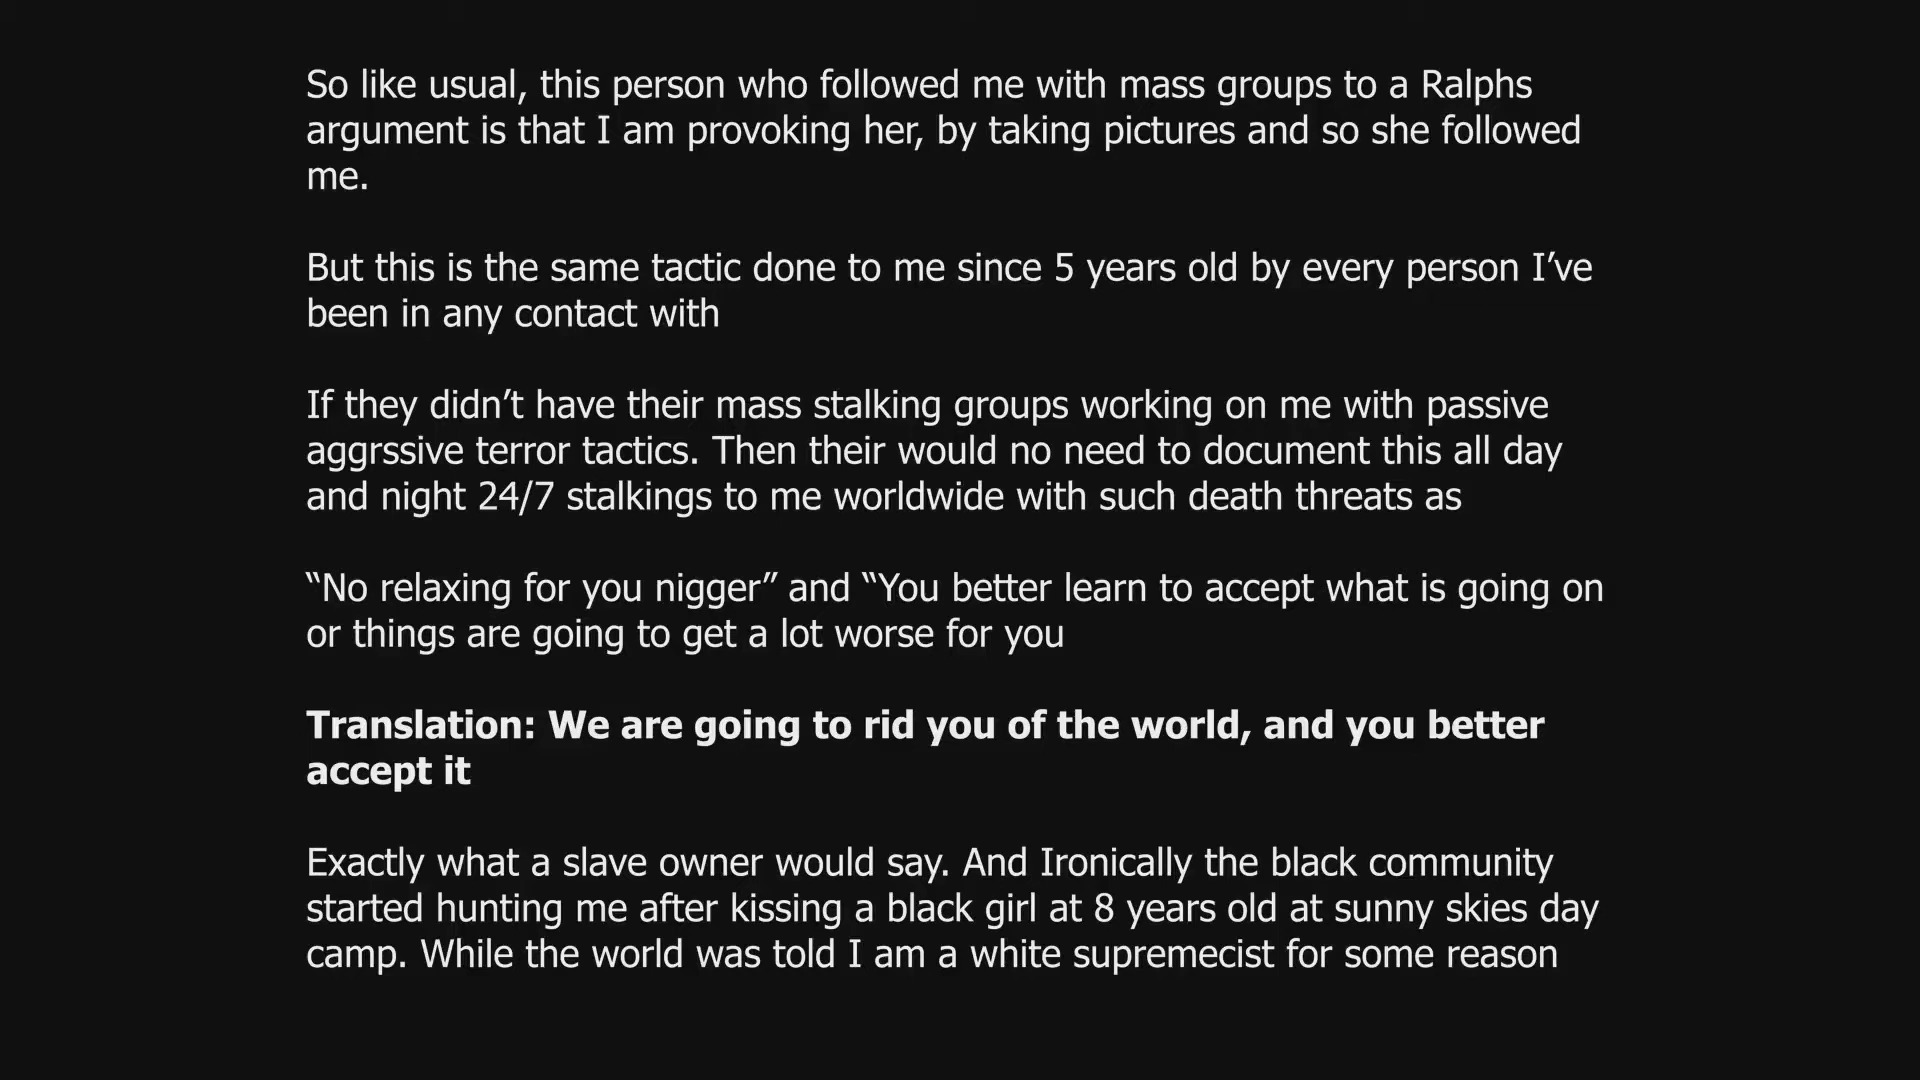 So like usual, this person who followed me with mass groups to a Ralphs
argument is that I am provoking her, by taking pictures and so she followed
me.
But this is the same tactic done to me since 5 years old by every person I’ve
been in any contact with
If they didn’t have their mass stalking groups working on me with passive
aggrssive terror tactics. Then their would no need to document this all day
and night 24/7 stalkings to me worldwide with such death threats as
“No relaxing for you nigger” and “You better learn to accept what is going on
or things are going to get a lot worse for you
Translation: We are going to rid you of the world, and you better
accept it
Exactly what a slave owner would say. And Ironically the black community
started hunting me after kissing a black girl at 8 years old at sunny skies day
camp. While the world was told I am a white supremecist for some reason